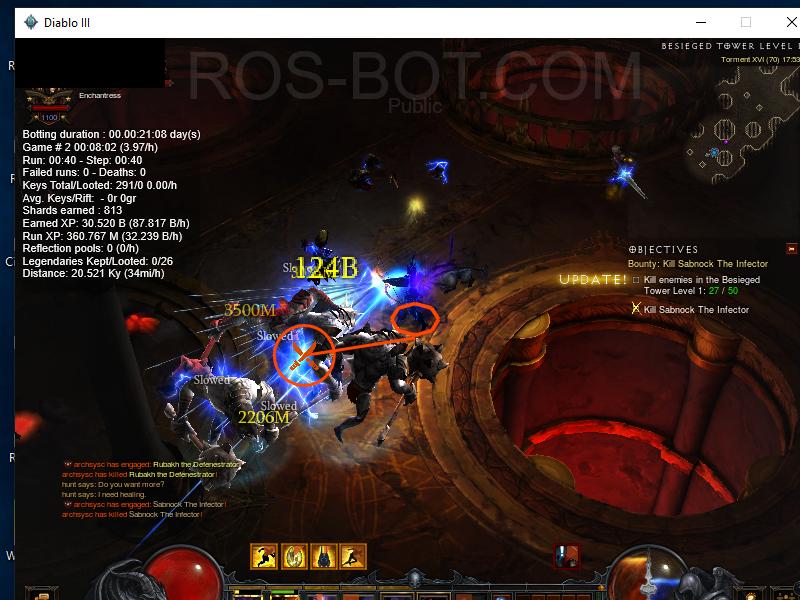 Diablo III
BESIEGED TOWER LEVEL 1
Torment XVI (70) 17:53
ROS-BOT.COM
Public
Enchantress
1100
Botting duration : 00.00:21:08 day(s)
Game # 2 00:08:02 (3.97/h)
Run: 00:40 - Step: 00:40
Failed runs: 0 - Deaths: 0
Keys Total/Looted: 291/0 0.00/h
Avg. Keys/Rift: - 0r 0gr
Shards earned : 813
Earned XP: 30.520 B (87.817 B/h)
Run XP: 360.767 M (32.239 B/h)
Reflection pools: 0 (0/h)
Legendaries Kept/Looted: 0/26
Distance: 20.521 Ky (34mi/h)
OBJECTIVES
Bounty: Kill Sabnock The Infector
UPDATE!
Kill enemies in the Besieged
Tower Level 1: 27 / 50
Kill Sabnock The Infector
124B
3500M
Slowed
Slowed
Slowed
2206M
archsysc has engaged: Rubakh the Defenestrator!
archsysc has killed Rubakh the Defenestrator!
hunt says: Do you want more?
hunt says: I need healing.
archsysc has engaged: Sabnock The Infector!
archsysc has killed Sabnock The Infector!